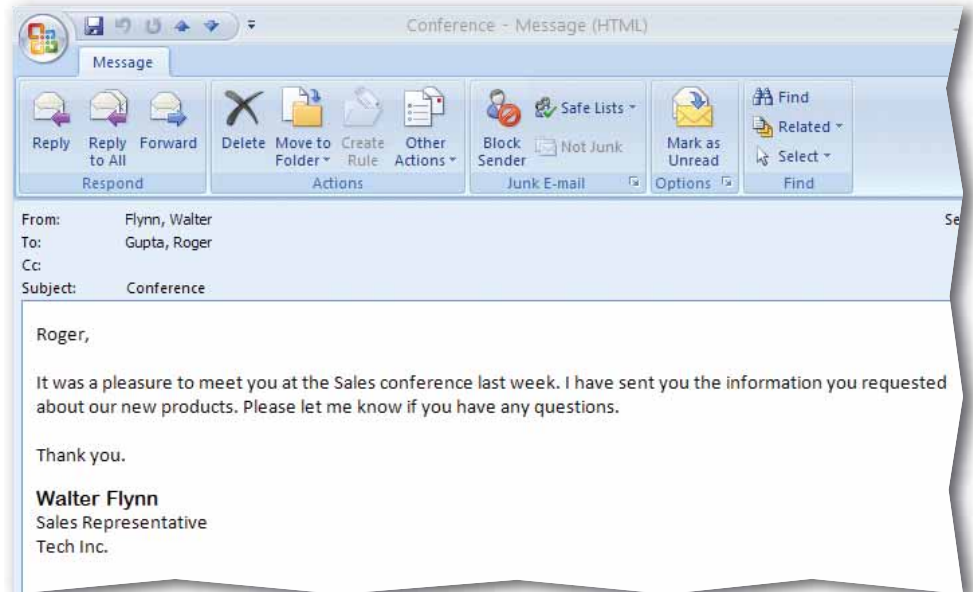 Conference - Message (HTML)
Message
Reply
Reply to All
Forward
Respond
Delete
Move to Folder
Create Rule
Other Actions
Actions
Block Sender
Safe Lists
Not Junk
Junk E-mail
Mark as Unread
Options
Find
Related
Select
Find
From: Flynn, Walter
Se
To: Gupta, Roger
Cc:
Subject: Conference
Roger,
It was a pleasure to meet you at the Sales conference last week. I have sent you the information you requested
about our new products. Please let me know if you have any questions.
Thank you.
Walter Flynn
Sales Representative
Tech Inc.